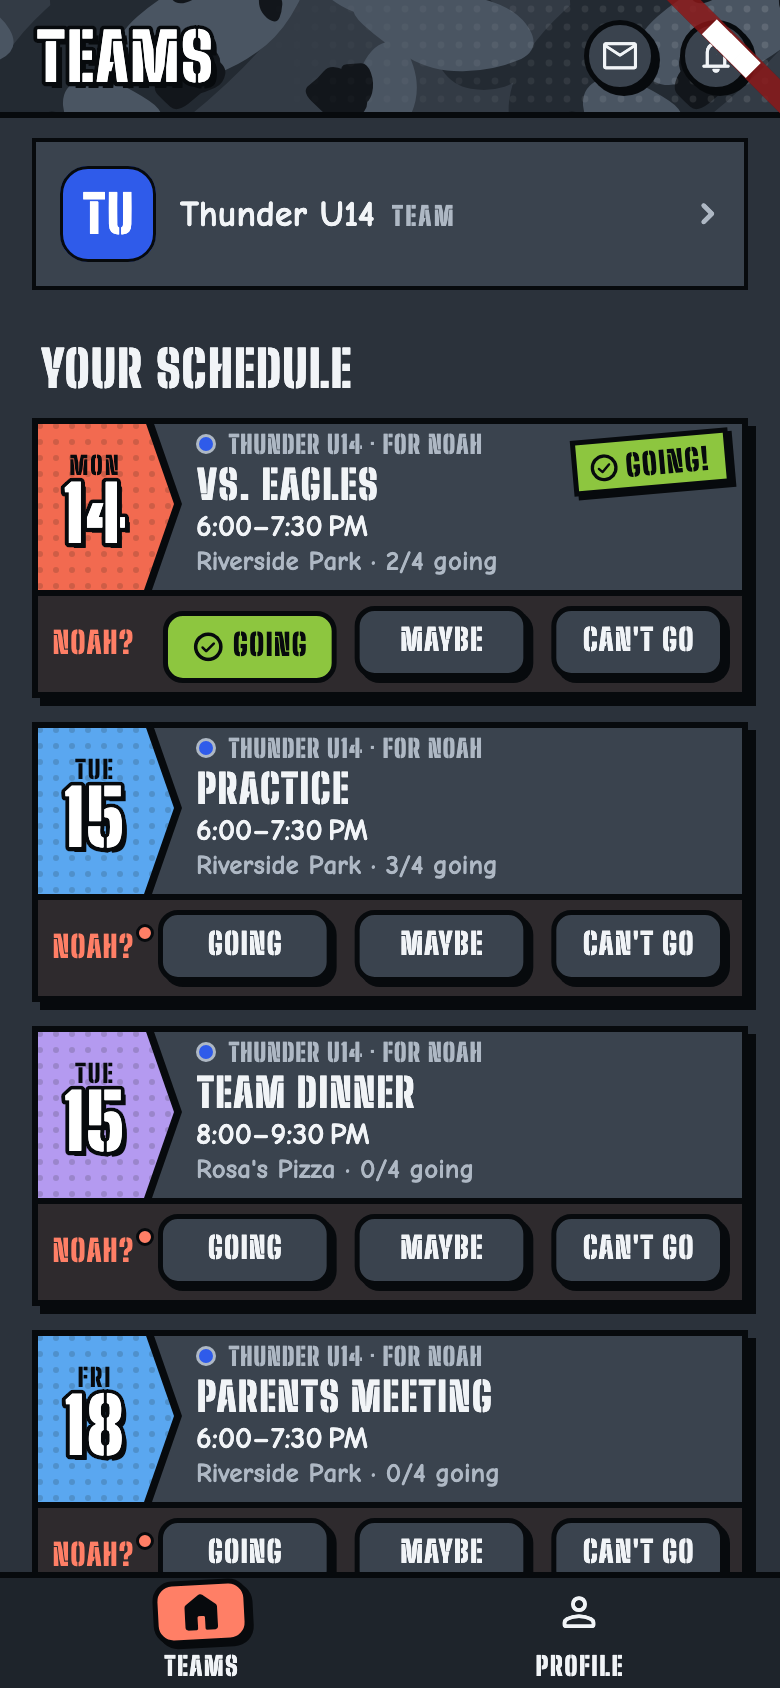 TEAMS
TU
Thunder U14 TEAM
YOUR SCHEDULE
MON
14
THUNDER U14 · FOR NOAH
VS. EAGLES
6:00–7:30 PM
Riverside Park · 2/4 going
GOING!
NOAH?
GOING
MAYBE
CAN'T GO
TUE
15
THUNDER U14 · FOR NOAH
PRACTICE
6:00–7:30 PM
Riverside Park · 3/4 going
NOAH?
GOING
MAYBE
CAN'T GO
TUE
15
THUNDER U14 · FOR NOAH
TEAM DINNER
8:00–9:30 PM
Rosa's Pizza · 0/4 going
NOAH?
GOING
MAYBE
CAN'T GO
FRI
18
THUNDER U14 · FOR NOAH
PARENTS MEETING
6:00–7:30 PM
Riverside Park · 0/4 going
NOAH?
GOING
MAYBE
CAN'T GO
TEAMS
PROFILE